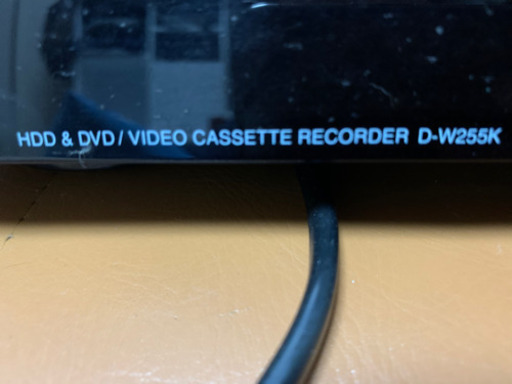 HDD & DVD / VIDEO CASSETTE RECORDER D-W255K